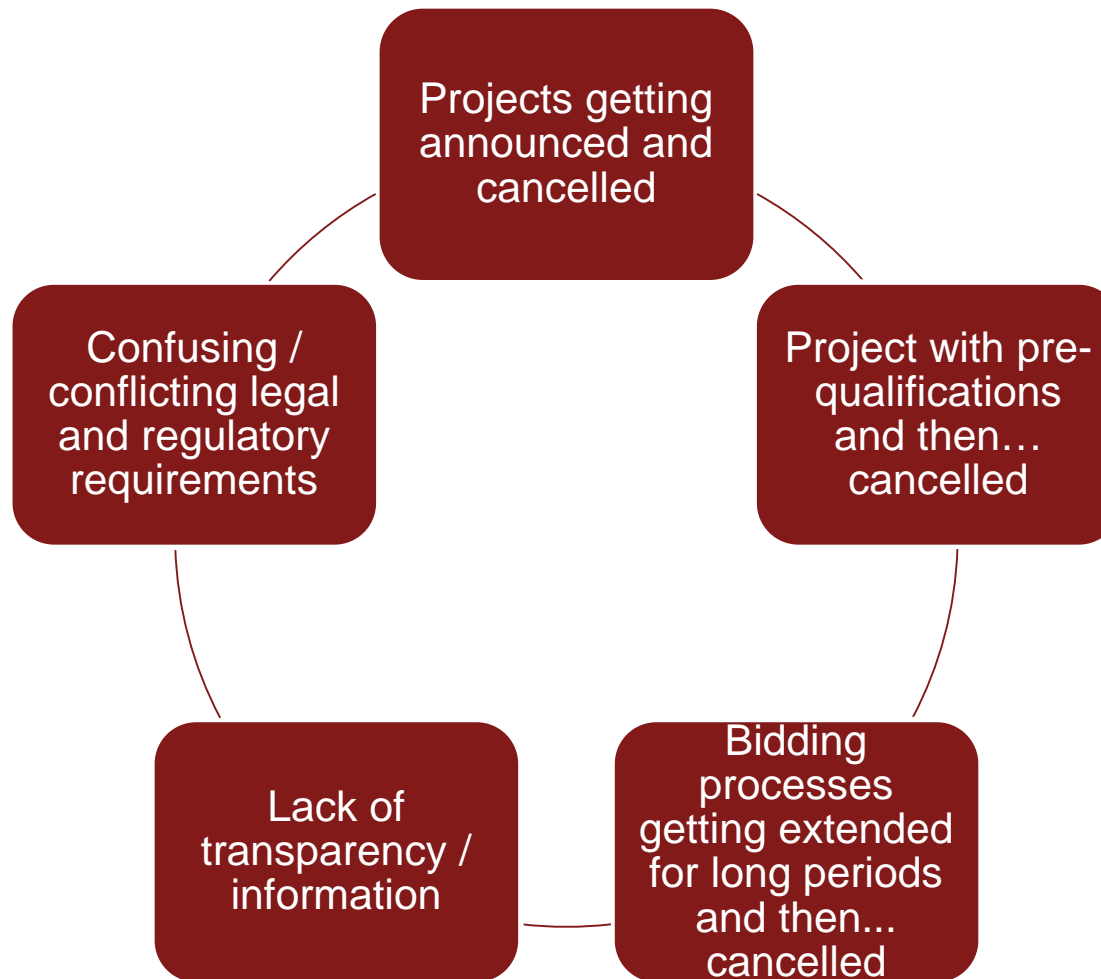 Projects getting
announced and
cancelled
Project with pre-
qualifications
and then…
cancelled
Bidding
processes
getting extended
for long periods
and then...
cancelled
Lack of
transparency /
information
Confusing /
conflicting legal
and regulatory
requirements